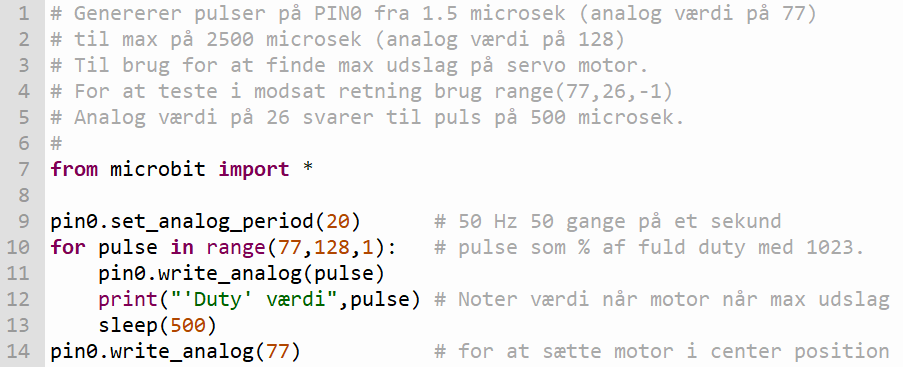 1 # Genererer pulser på PIN0 fra 1.5 microsek (analog værdi på 77)
2 # til max på 2500 microsek (analog værdi på 128)
3 # Til brug for at finde max udslag på servo motor.
4 # For at teste i modsat retning brug range(77,26,-1)
5 # Analog værdi på 26 svarer til puls på 500 microsek.
6 #
7 from microbit import *
8
9 pin0.set_analog_period(20) # 50 Hz 50 gange på et sekund
10 for pulse in range(77,128,1): # pulse som % af fuld duty med 1023.
11 pin0.write_analog(pulse)
12 print("'Duty' værdi",pulse) # Noter værdi når motor når max udslag
13 sleep(500)
14 pin0.write_analog(77) # for at sætte motor i center position